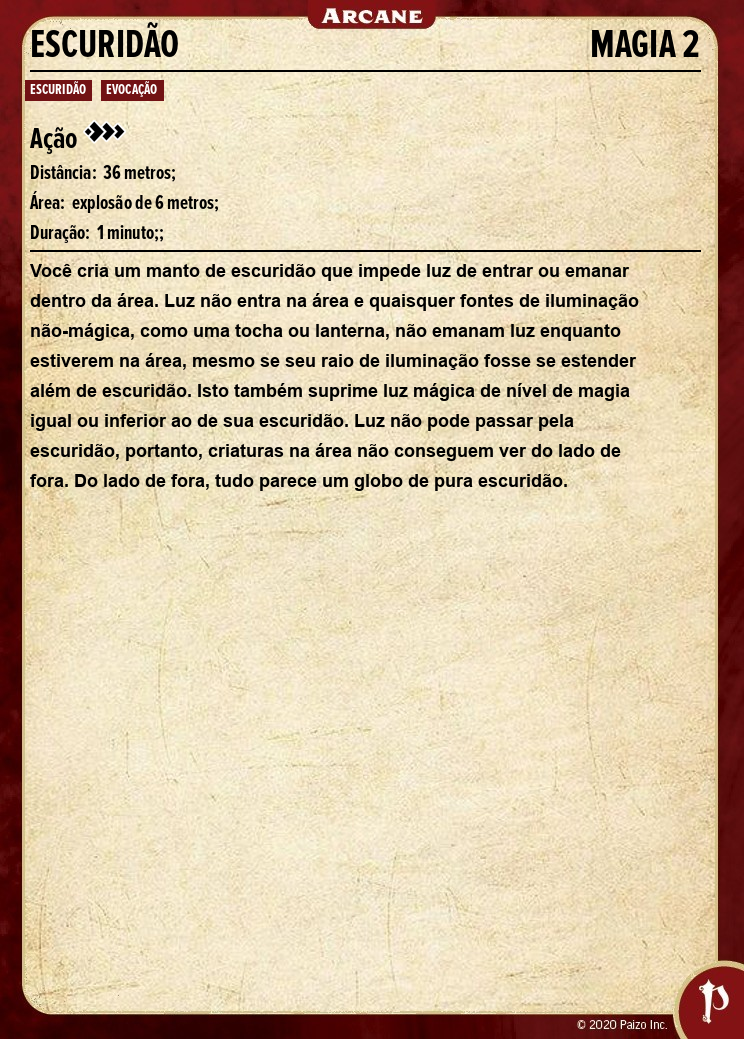 ARCANE
ESCURIDÃO MAGIA 2
ESCURIDÃO EVOCAÇÃO
Ação
Distância: 36 metros;
Área: explosão de 6 metros;
Duração: 1 minuto;;
Você cria um manto de escuridão que impede luz de entrar ou emanar
dentro da área. Luz não entra na área e quaisquer fontes de iluminação
não-mágica, como uma tocha ou lanterna, não emanam luz enquanto
estiverem na área, mesmo se seu raio de iluminação fosse se estender
além de escuridão. Isto também suprime luz mágica de nível de magia
igual ou inferior ao de sua escuridão. Luz não pode passar pela
escuridão, portanto, criaturas na área não conseguem ver do lado de
fora. Do lado de fora, tudo parece um globo de pura escuridão.
© 2020 Paizo Inc.
P